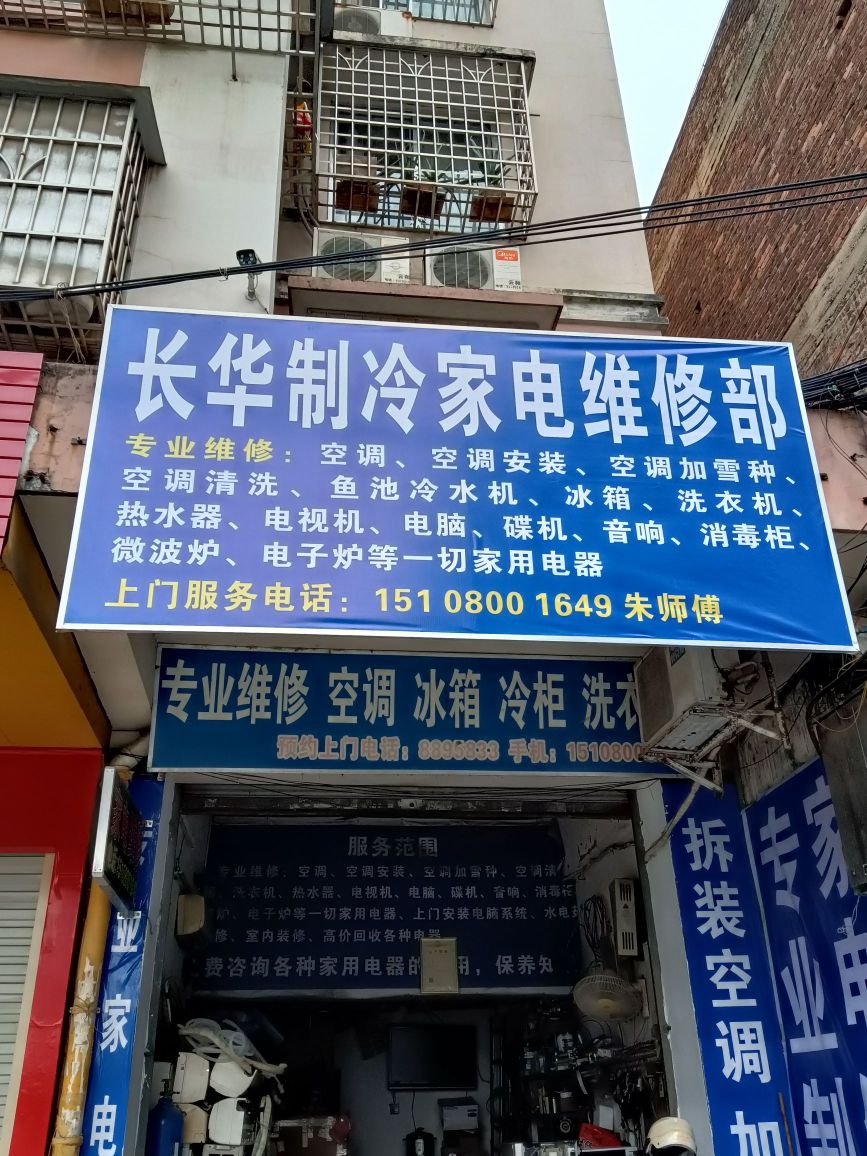 长华制冷家电维修部
专业维修：空调、空调安装、空调加雪种、
空调清洗、鱼池冷水机、冰箱、洗衣机、
热水器、电视机、电脑、碟机、音响、消毒柜、
微波炉、电子炉等一切家用电器
上门服务电话：151 0800 1649 朱师傅
专业维修 空调 冰箱 冷柜 洗衣
预约上门电话：8895833 手机：1510800
服务范围
专业维修：空调、空调安装、空调加雪种、空调清
洗衣机、热水器、电视机、电脑、碟机、音响、消毒柜
炉、电子炉等一切家用电器、上门安装电脑系统、水电
修、室内装修、高价回收各种电器
费咨询各种家用电器的 用，保养知
业家电
拆装空调加
专业制
家电